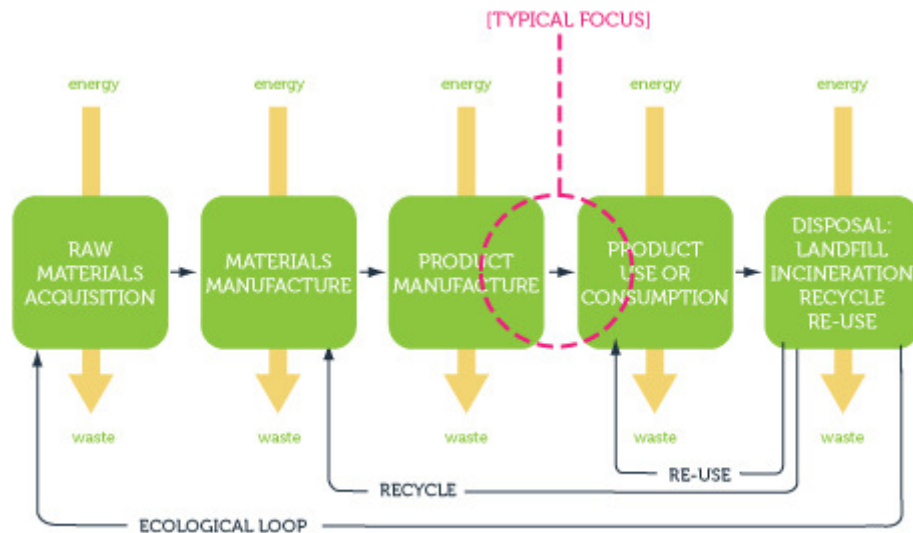 [TYPICAL FOCUS]
energy
energy
energy
energy
energy
RAW
MATERIALS
ACQUISITION
MATERIALS
MANUFACTURE
PRODUCT
MANUFACTURE
PRODUCT
USE OR
CONSUMPTION
DISPOSAL:
LANDFILL
INCINERATION
RECYCLE
RE-USE
waste
waste
waste
waste
waste
RE-USE
RECYCLE
ECOLOGICAL LOOP